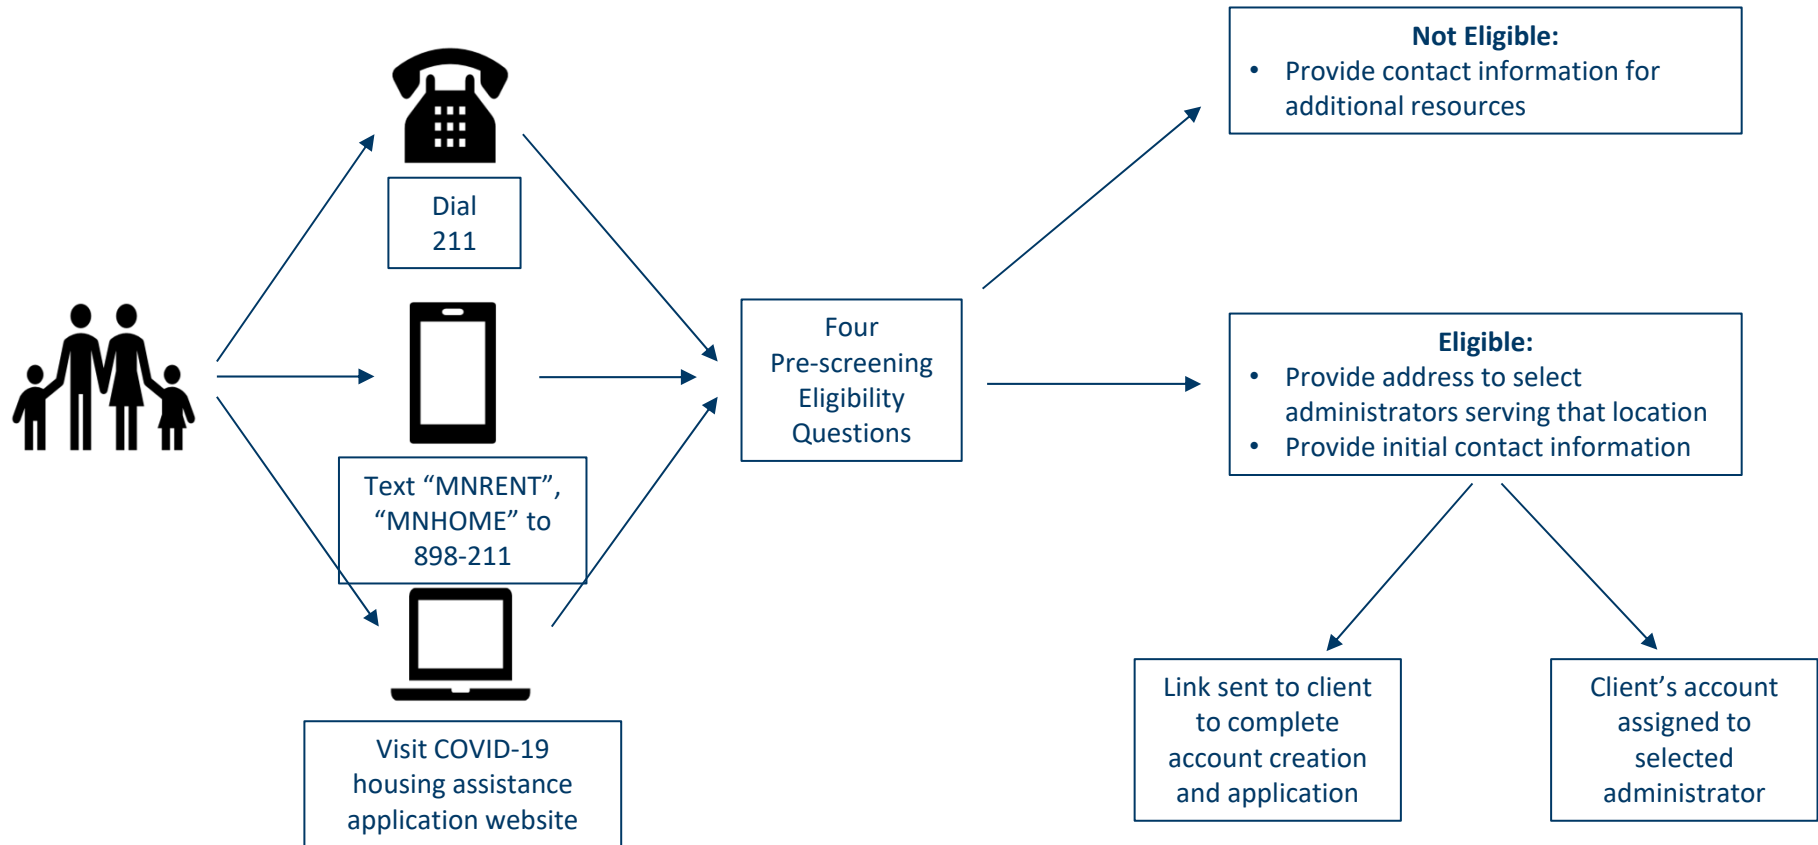 Dial
211
Text “MNRENT”,
“MNHOME” to
898-211
Visit COVID-19
housing assistance
application website
Four
Pre-screening
Eligibility
Questions
Not Eligible:
• Provide contact information for
additional resources
Eligible:
• Provide address to select
administrators serving that location
• Provide initial contact information
Link sent to client
to complete
account creation
and application
Client’s account
assigned to
selected
administrator